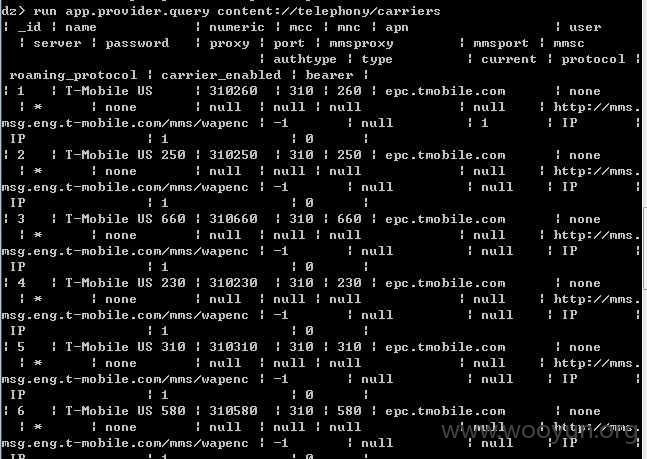 dz> run app.provider.query content://telephony/carriers
| _id | name | numeric | mcc | mnc | apn | user
| server | password | proxy | port | mmsproxy | mmsport | mmsc
| authtype | type | current | protocol |
roaming_protocol | carrier_enabled | bearer |
| 1 | T-Mobile US | 310260 | 310 | 260 | epc.tmobile.com | none
| * | none | null | null | null | null | http://mms.
msg.eng.t-mobile.com/mms/wapenc | -1 | null | 1 | IP |
IP | 1 | 0 |
| 2 | T-Mobile US 250 | 310250 | 310 | 250 | epc.tmobile.com | none
| * | none | null | null | null | null | http://mms.
msg.eng.t-mobile.com/mms/wapenc | -1 | null | null | IP |
IP | 1 | 0 |
| 3 | T-Mobile US 660 | 310660 | 310 | 660 | epc.tmobile.com | none
| * | none | null | null | null | null | http://mms.
msg.eng.t-mobile.com/mms/wapenc | -1 | null | null | IP |
IP | 1 | 0 |
| 4 | T-Mobile US 230 | 310230 | 310 | 230 | epc.tmobile.com | none
| * | none | null | null | null | null | http://mms.
msg.eng.t-mobile.com/mms/wapenc | -1 | null | null | IP |
IP | 1 | 0 |
| 5 | T-Mobile US 310 | 310310 | 310 | 310 | epc.tmobile.com | none
| * | none | null | null | null | null | http://mms.
msg.eng.t-mobile.com/mms/wapenc | -1 | null | null | IP |
IP | 1 | 0 |
| 6 | T-Mobile US 580 | 310580 | 310 | 580 | epc.tmobile.com | none
| * | none | null | null | null | null | http://mms.
msg.eng.t-mobile.com/mms/wapenc | -1 | null | null | IP |
IP | 1 | 0 |
www.wooyun.org